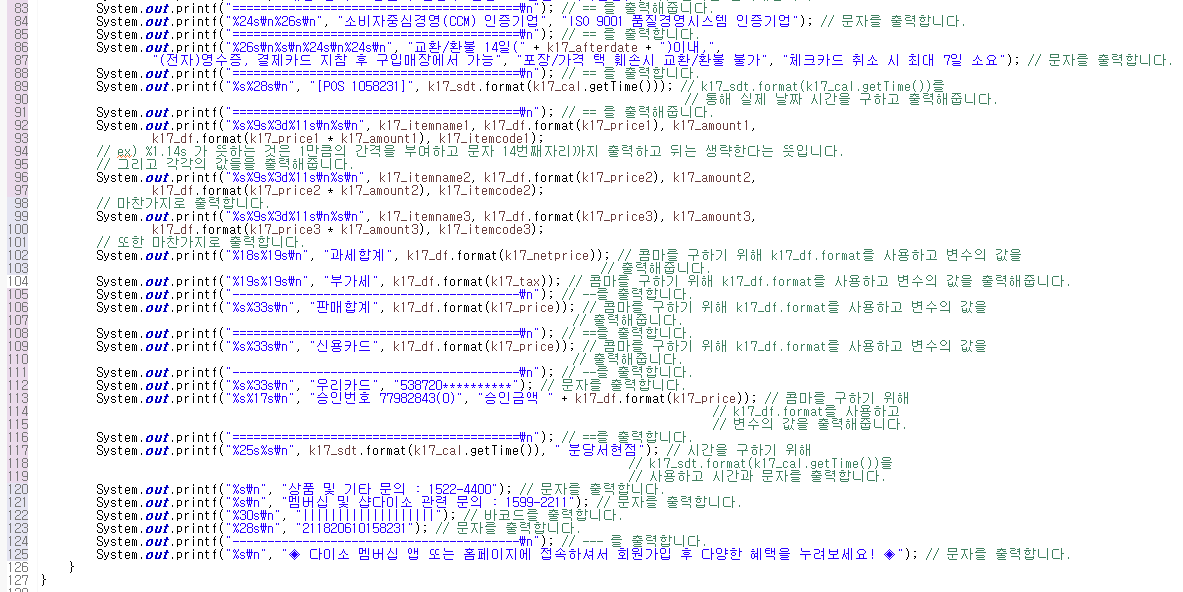 83 System.out.printf("=========================================\n"); // == 를 출력해줍니다.
84 System.out.printf("%24s%26s\n", "소비자중심경영(CCM) 인증기업", "ISO 9001 품질경영시스템 인증기업"); // 문자를 출력합니다.
85 System.out.printf("=========================================\n"); // == 를 출력해줍니다.
86 System.out.printf("%26s\n%24s\n%24s\n", "교환/환불 14일(" + k17_afterdate + ")이내,",
87 "(전자)영수증, 결제카드 지참 후 구입매장에서 가능", "포장/가격 택 훼손시 교환/환불 불가", "체크카드 취소 시 최대 7일 소요"); // 문자를 출력해줍니다.
88 System.out.printf("=========================================\n"); // == 를 출력해줍니다.
89 System.out.printf("%s%28s\n", "[POS 1058231]", k17_sdt.format(k17_cal.getTime())); // k17_sdt.format(k17_cal.getTime())를
90 // 통해 실제 날짜 시간을 구하고 출력해줍니다.
91 System.out.printf("=========================================\n"); // == 를 출력해줍니다.
92 System.out.printf("%s%9s%3d%11s\n%s\n", k17_itemname1, k17_df.format(k17_price1), k17_amount1,
93 k17_df.format(k17_price1 * k17_amount1), k17_itemcode1);
94 // ex) %1.14s 가 뜻하는 것은 1만큼의 간격을 부여하고 문자 14번째자리까지 출력하고 뒤는 생략한다는 뜻입니다.
95 // 그리고 각각의 값들을 출력해줍니다.
96 System.out.printf("%s%9s%3d%11s\n%s\n", k17_itemname2, k17_df.format(k17_price2), k17_amount2,
97 k17_df.format(k17_price2 * k17_amount2), k17_itemcode2);
98 // 마찬가지로 출력합니다.
99 System.out.printf("%s%9s%3d%11s\n%s\n", k17_itemname3, k17_df.format(k17_price3), k17_amount3,
100 k17_df.format(k17_price3 * k17_amount3), k17_itemcode3);
101 // 또한 마찬가지로 출력합니다.
102 System.out.printf("%18s%19s\n", "과세합계", k17_df.format(k17_netprice)); // 콤마를 구하기 위해 k17_df.format를 사용하고 변수의 값을
103 // 출력해줍니다.
104 System.out.printf("%19s%19s\n", "부가세", k17_df.format(k17_tax)); // 콤마를 구하기 위해 k17_df.format를 사용하고 변수의 값을 출력해줍니다.
105 System.out.printf("-----------------------------------------\n"); // --를 출력합니다.
106 System.out.printf("%s%33s\n", "판매합계", k17_df.format(k17_price)); // 콤마를 구하기 위해 k17_df.format를 사용하고 변수의 값을
107 // 출력해줍니다.
108 System.out.printf("=========================================\n"); // ==를 출력합니다.
109 System.out.printf("%s%33s\n", "신용카드", k17_df.format(k17_price)); // 콤마를 구하기 위해 k17_df.format를 사용하고 변수의 값을
110 // 출력해줍니다.
111 System.out.printf("-----------------------------------------\n"); // --를 출력합니다.
112 System.out.printf("%s%33s\n", "우리카드", "538720**********"); // 문자를 출력합니다.
113 System.out.printf("%s%17s\n", "승인번호 77982843(0)", "승인금액 " + k17_df.format(k17_price)); // 콤마를 구하기 위해
114 // k17_df.format를 사용하고
115 // 변수의 값을 출력해줍니다.
116 System.out.printf("=========================================\n"); // ==를 출력합니다.
117 System.out.printf("%25s%s\n", k17_sdt.format(k17_cal.getTime()), " 분당서현점"); // 시간을 구하기 위해
118 // k17_sdt.format(k17_cal.getTime())을
119 // 사용하고 시간과 문자를 출력합니다.
120 System.out.printf("%s\n", "상품 및 기타 문의 : 1522-4400"); // 문자를 출력합니다.
121 System.out.printf("%s\n", "멤버십 및 샵다이소 관련 문의 : 1599-2211"); // 문자를 출력합니다.
122 System.out.printf("%30s\n", "|||||||||||||||||||"); // 바코드를 출력합니다.
123 System.out.printf("%28s\n", "211820610158231"); // 문자를 출력합니다.
124 System.out.printf("-----------------------------------------\n"); // --- 를 출력합니다.
125 System.out.printf("%s\n", "◈ 다이소 멤버십 앱 또는 홈페이지에 접속하셔서 회원가입 후 다양한 혜택을 누려보세요! ◈"); // 문자를 출력합니다.
126 }
127 }